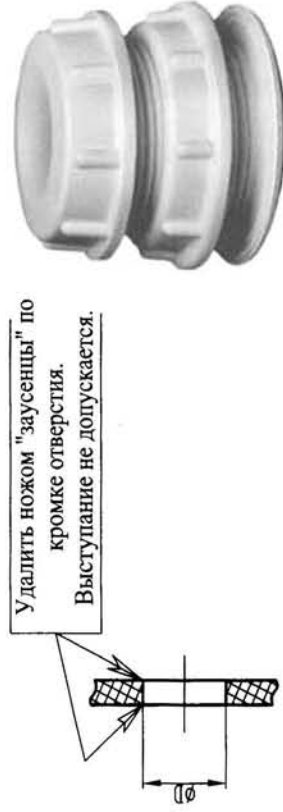 Удалить ножом "заусенцы" по
кромке отверстия.
Выступание не допускается.
øD